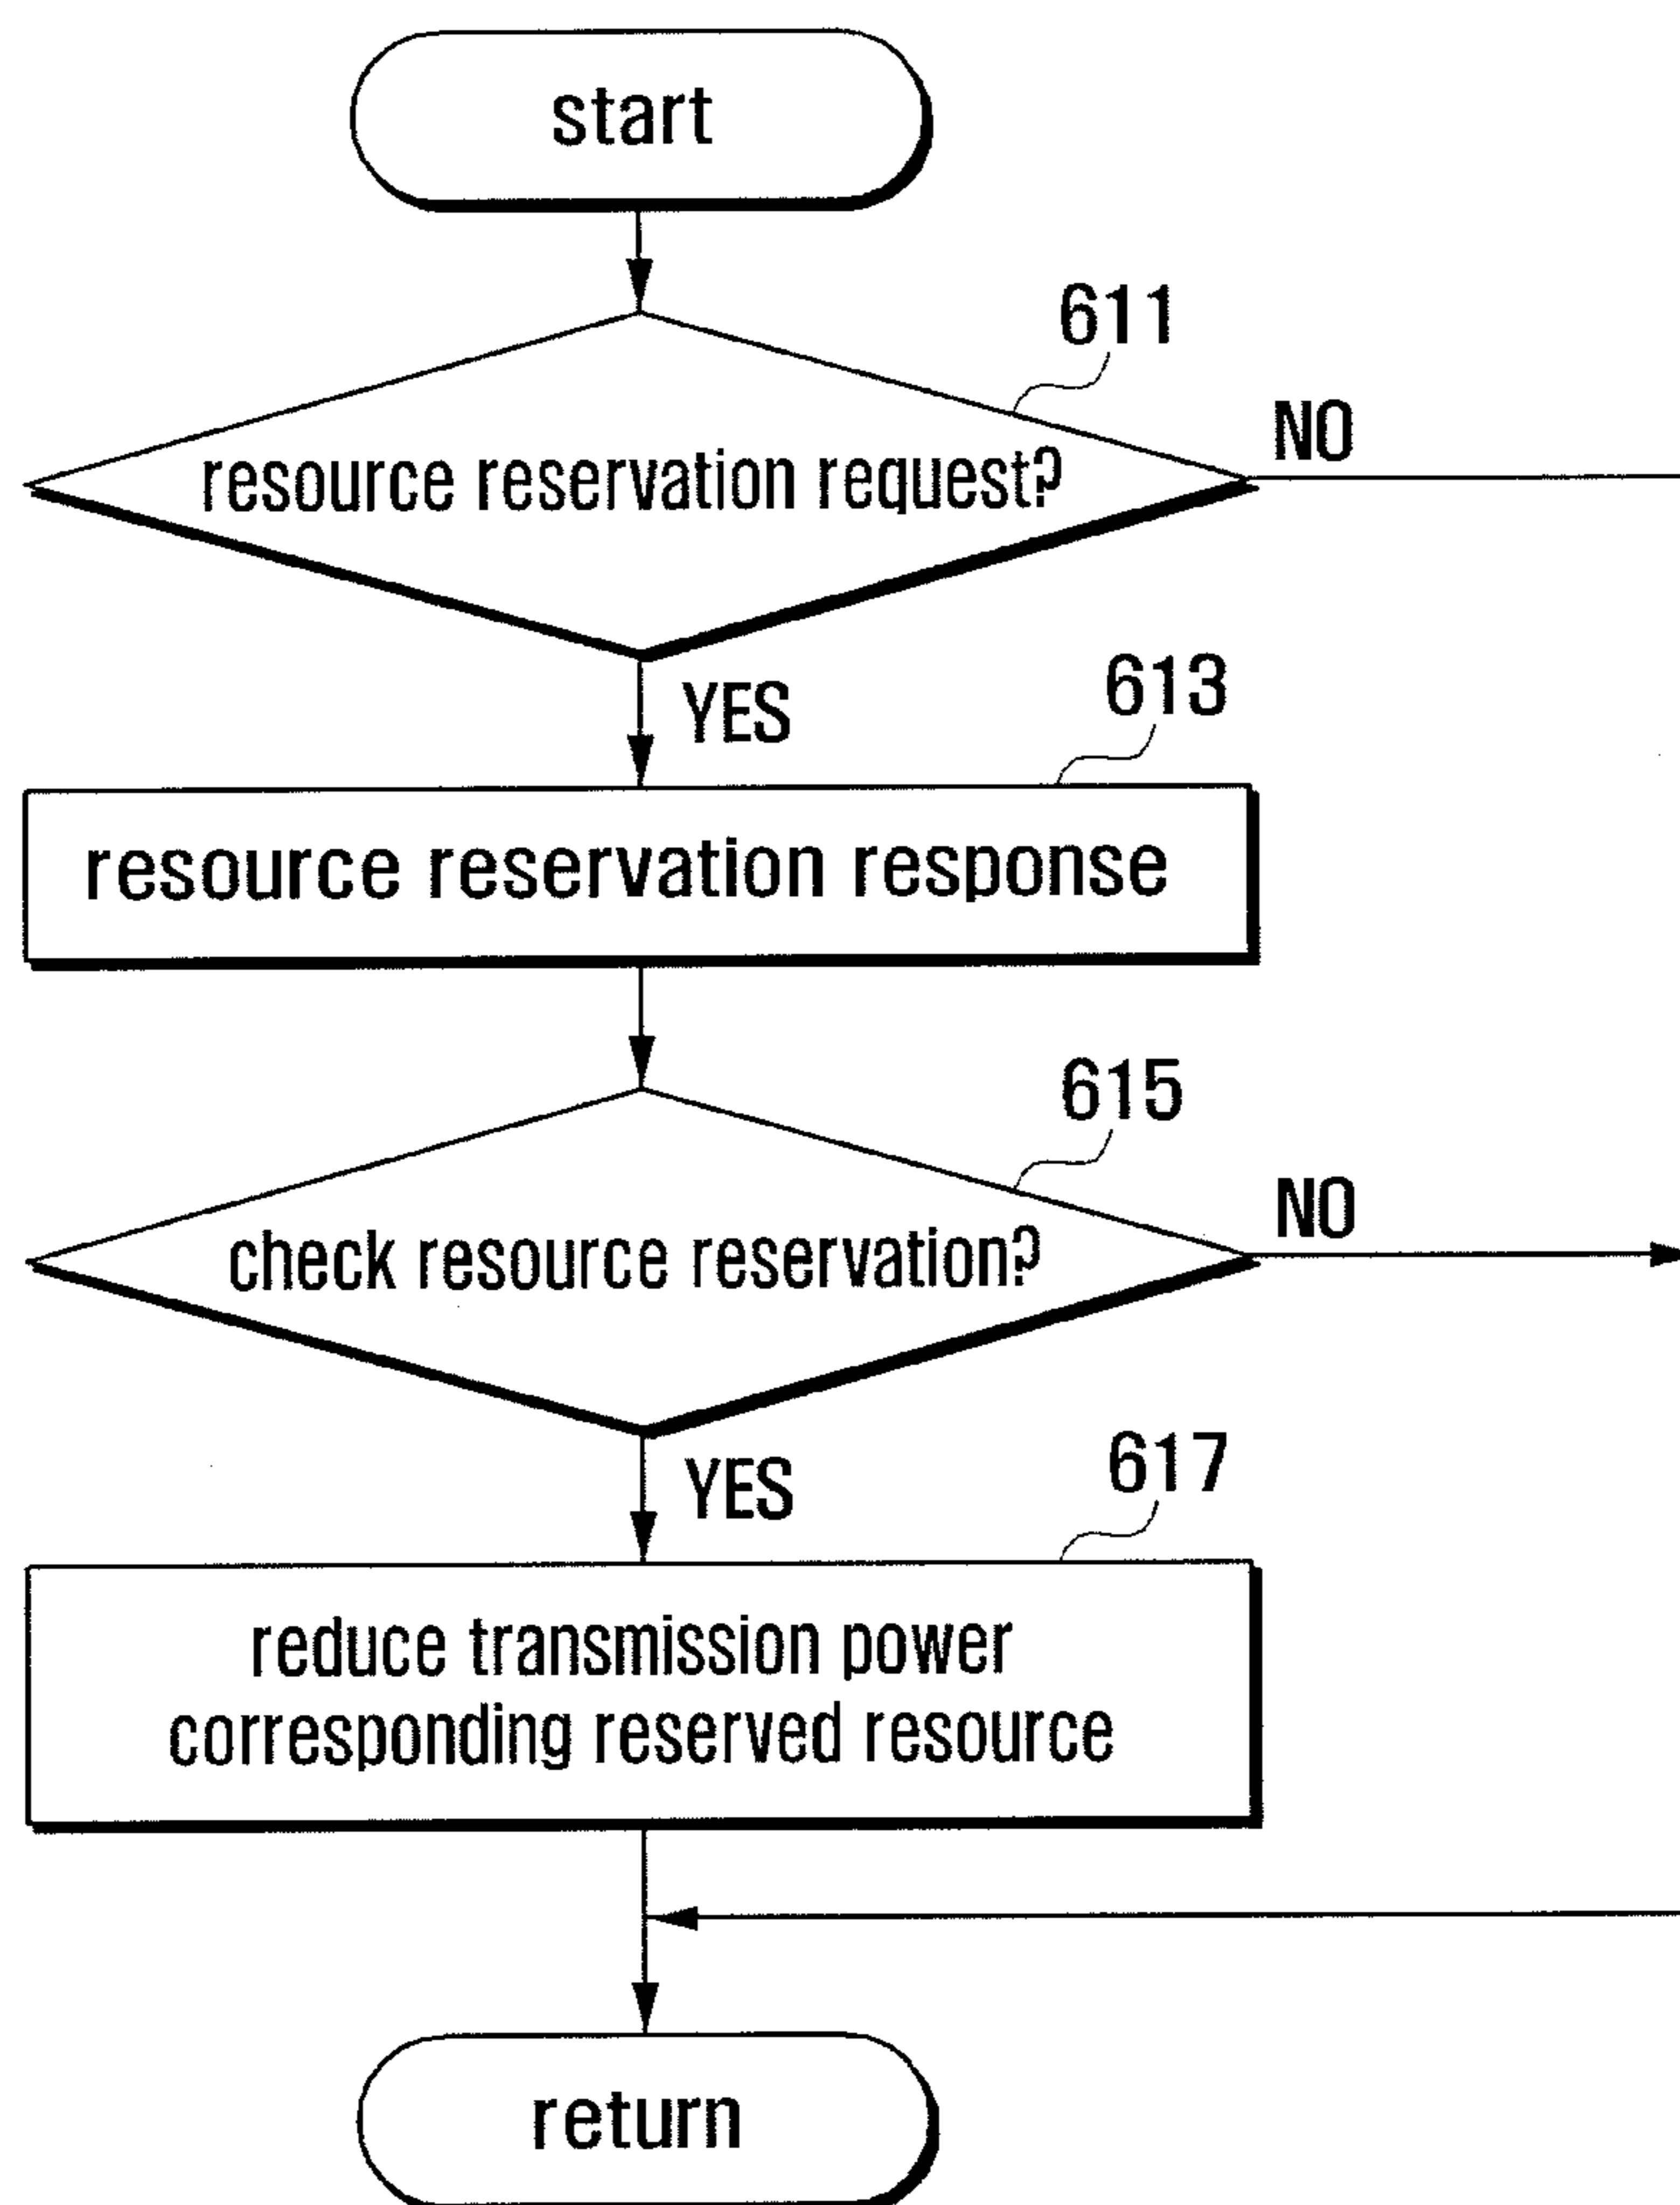 start
611
resource reservation request?
NO
YES
613
resource reservation response
615
check resource reservation?
NO
YES
617
reduce transmission power
corresponding reserved resource
return